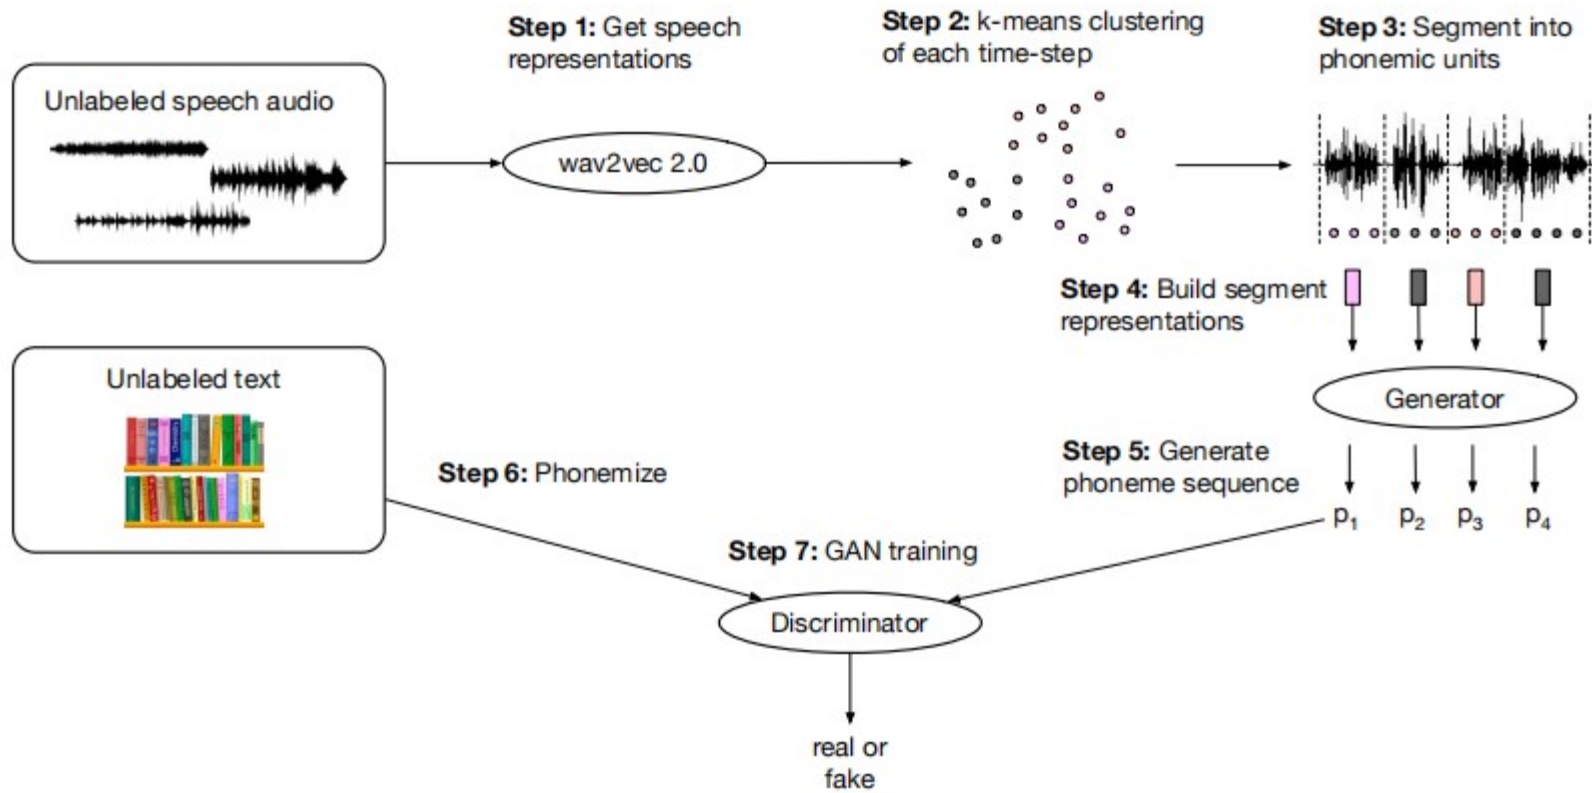 Step 1: Get speech
representations
Step 2: k-means clustering
of each time-step
Step 3: Segment into
phonemic units
Unlabeled speech audio
wav2vec 2.0
Step 4: Build segment
representations
Generator
Unlabeled text
Step 5: Generate
phoneme sequence
Step 6: Phonemize
p₁ p₂ p₃ p₄
Step 7: GAN training
Discriminator
real or
fake